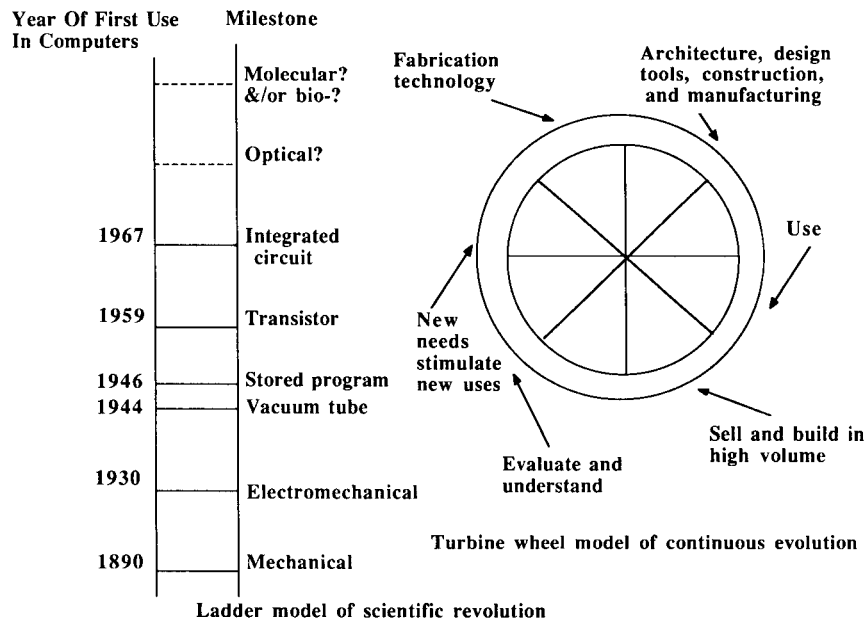 Year Of First Use
In Computers
Milestone
Molecular?
&/or bio-?
Optical?
1967
Integrated
circuit
1959
Transistor
1946
Stored program
1944
Vacuum tube
1930
Electromechanical
1890
Mechanical
Ladder model of scientific revolution
Fabrication
technology
Architecture, design
tools, construction,
and manufacturing
Use
New
needs
stimulate
new uses
Sell and build in
high volume
Evaluate and
understand
Turbine wheel model of continuous evolution